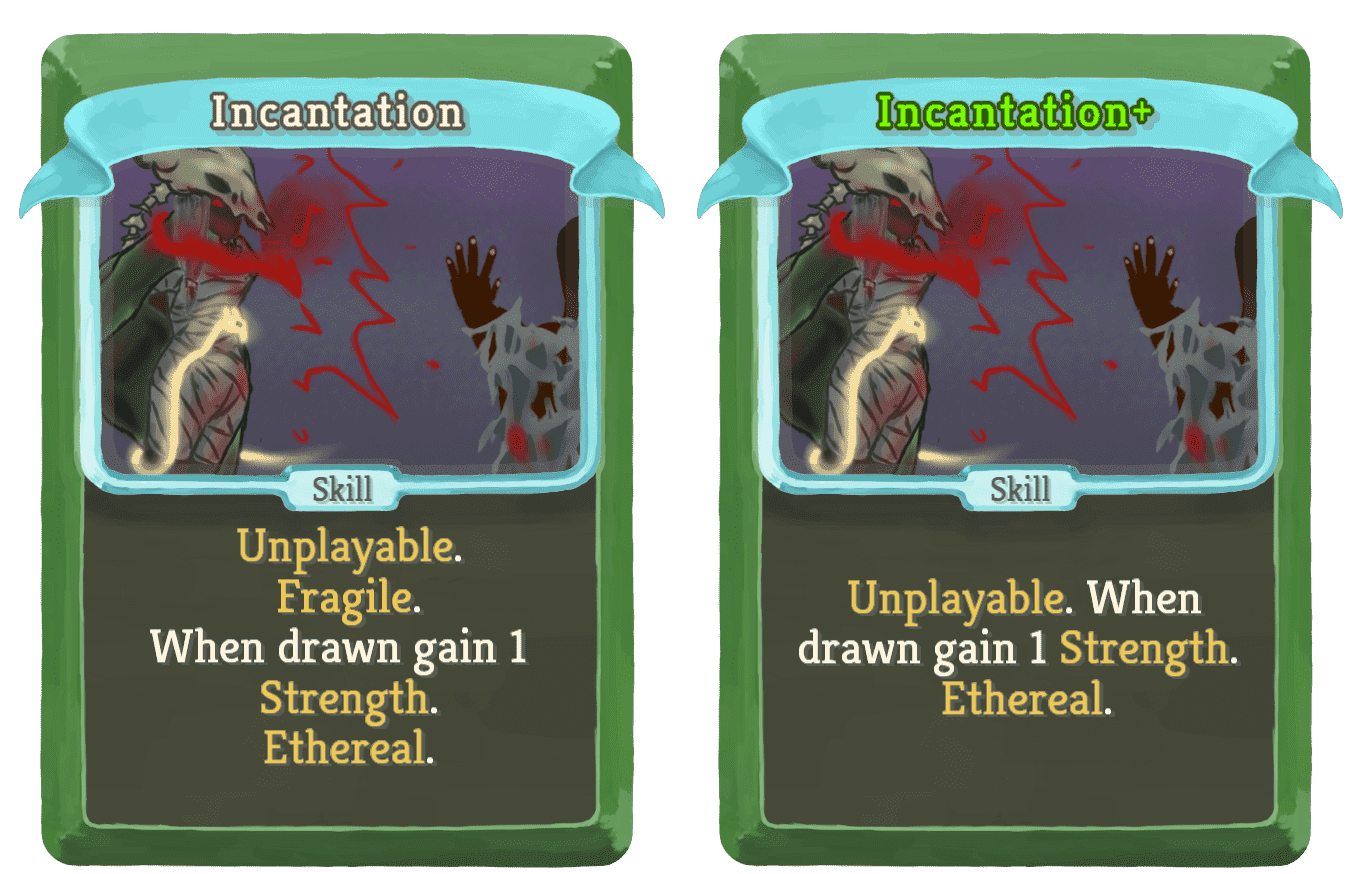 Incantation
Skill
Unplayable.
Fragile.
When drawn gain 1
Strength.
Ethereal.
Incantation+
Skill
Unplayable. When
drawn gain 1 Strength.
Ethereal.